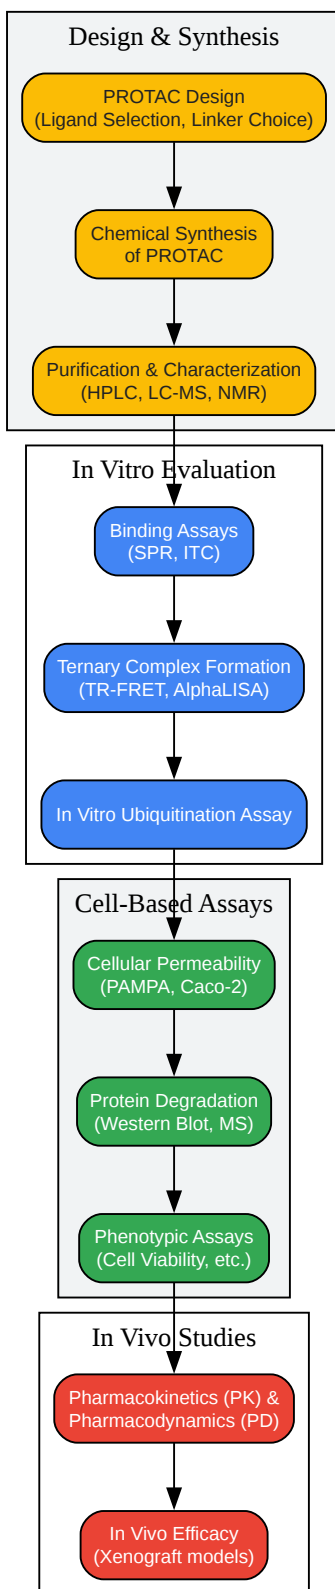 Design & Synthesis
PROTAC Design
(Ligand Selection, Linker Choice)
Chemical Synthesis
of PROTAC
Purification & Characterization
(HPLC, LC-MS, NMR)
In Vitro Evaluation
Binding Assays
(SPR, ITC)
Ternary Complex Formation
(TR-FRET, AlphaLISA)
In Vitro Ubiquitination Assay
Cell-Based Assays
Cellular Permeability
(PAMPA, Caco-2)
Protein Degradation
(Western Blot, MS)
Phenotypic Assays
(Cell Viability, etc.)
In Vivo Studies
Pharmacokinetics (PK) &
Pharmacodynamics (PD)
In Vivo Efficacy
(Xenograft models)